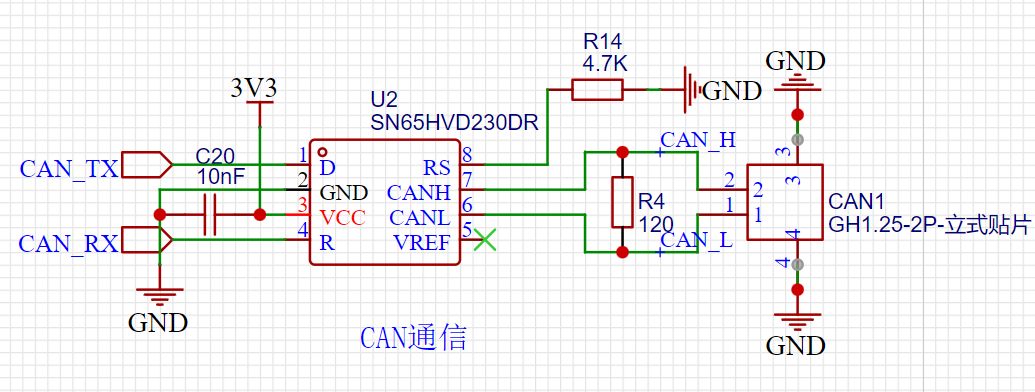 R14
4.7K
GND
GND
3V3
U2
SN65HVD230DR
CAN_TX
C20
10nF
1
D
RS
8
CAN_H
3
3
2
GND
CANH
7
2
2
3
VCC
CANL
6
R4
120
1
1
CAN1
GH1.25-2P-立式贴片
CAN_RX
4
R
VREF
5
CAN_L
4
4
GND
GND
CAN通信